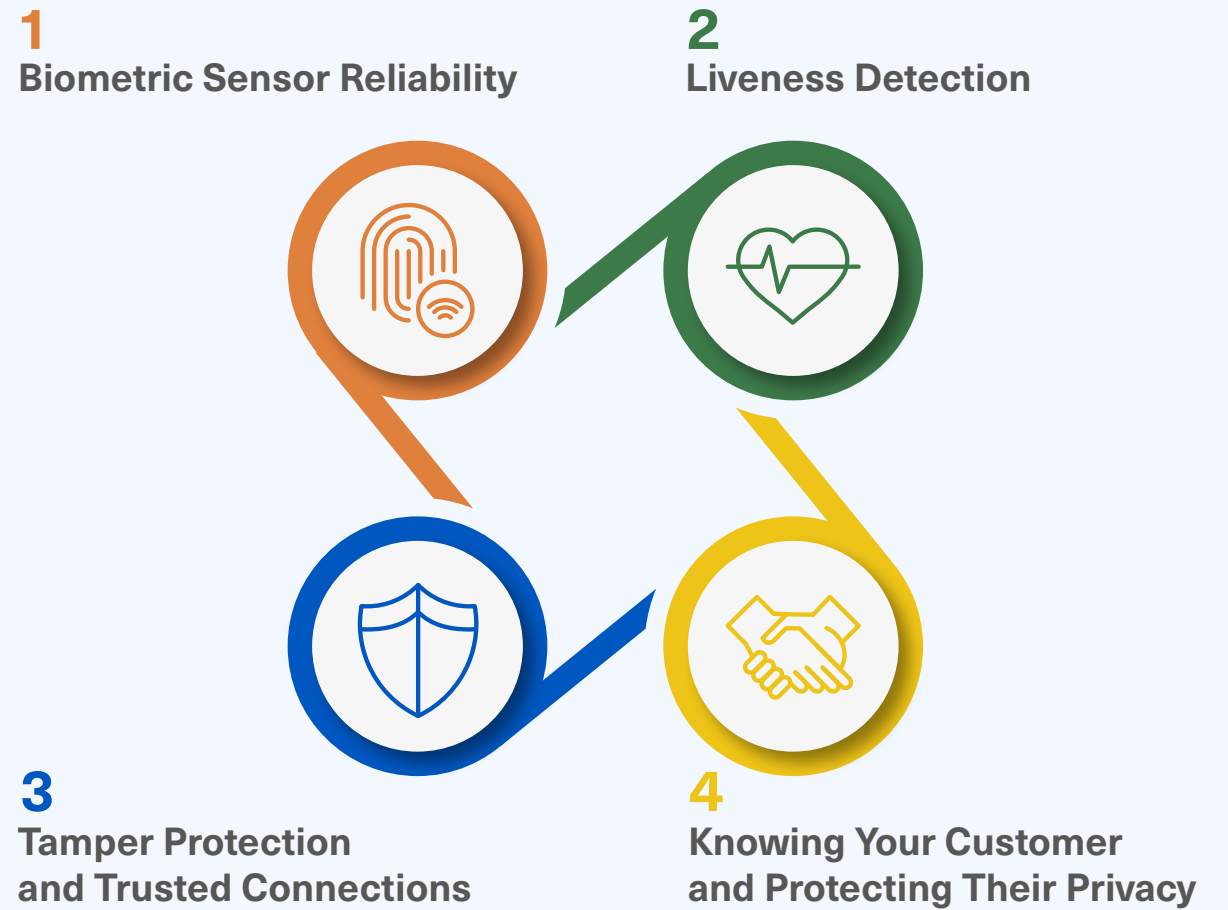 1
Biometric Sensor Reliability
2
Liveness Detection
3
Tamper Protection
and Trusted Connections
4
Knowing Your Customer
and Protecting Their Privacy